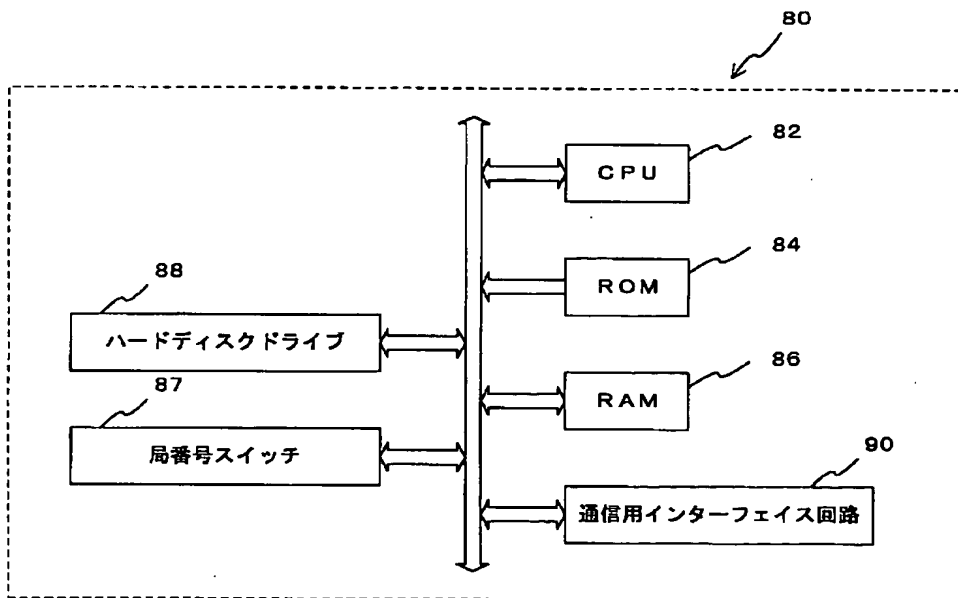 80
82
CPU
84
ROM
88
ハードディスクドライブ
86
RAM
87
局番号スイッチ
90
通信用インターフェイス回路